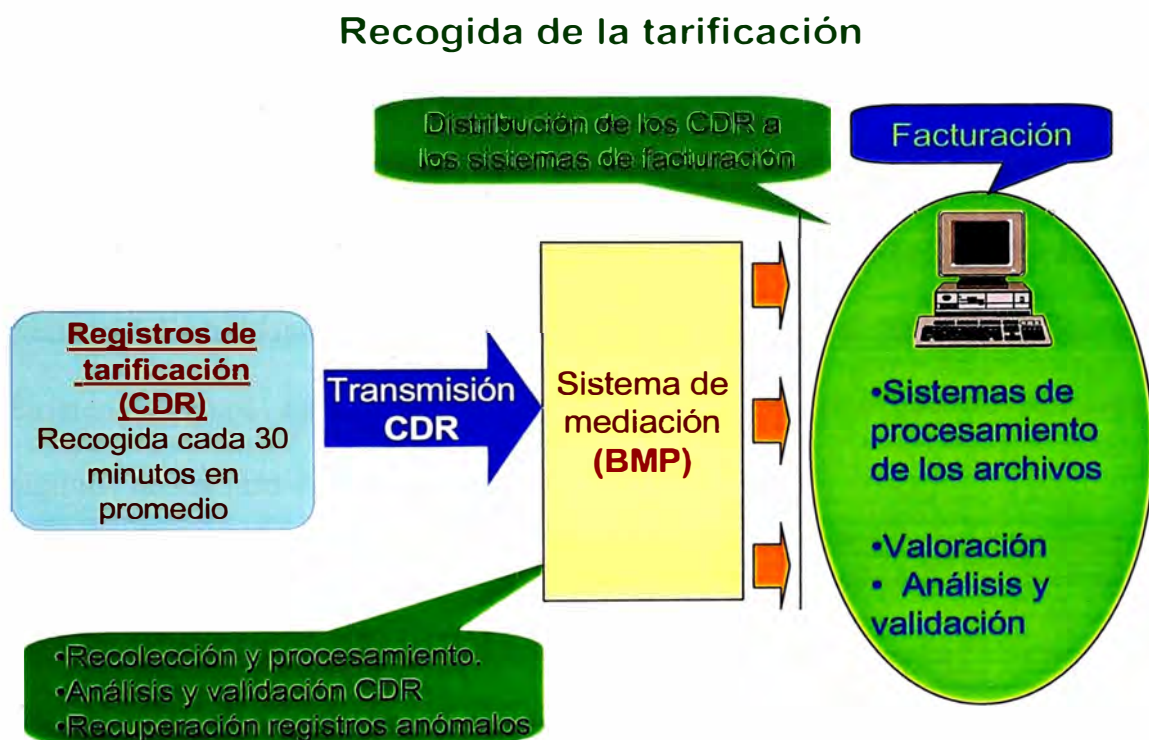 Recogida de la tarificación
Distribución de los CDR a
los sistemas de facturación
Facturación
Registros de
tarificación
(CDR)
Recogida cada 30
minutos en
promedio
Transmisión
CDR
Sistema de
mediación
(BMP)
•Sistemas de
procesamiento
de los archivos
•Valoración
• Análisis y
validación
•Recolección y procesamiento.
•Análisis y validación CDR
•Recuperación registros anómalos